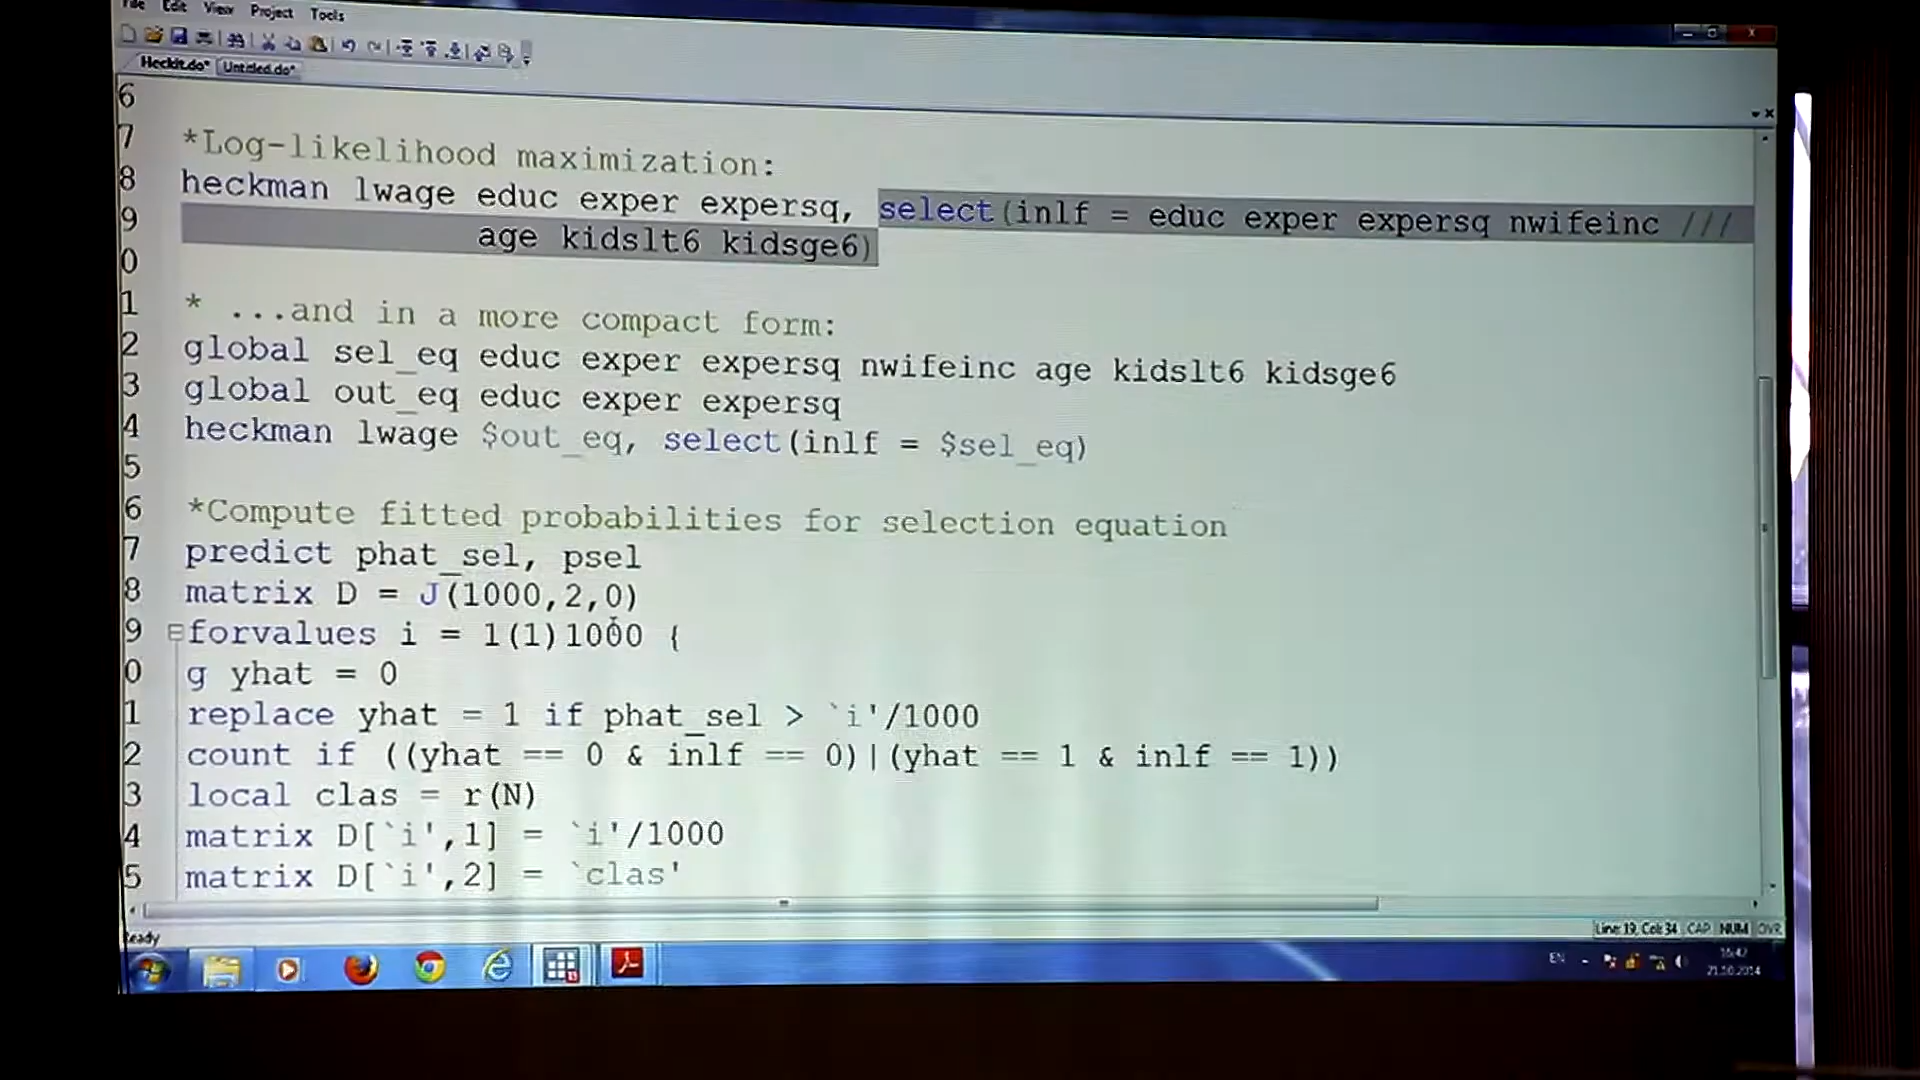 File Edit View Project Tools
Heckit.do* Untitled.do*
6
7 *Log-likelihood maximization:
8 heckman lwage educ exper expersq, select(inlf = educ exper expersq nwifeinc ///
9 age kidslt6 kidsge6)
0
1 * ...and in a more compact form:
2 global sel_eq educ exper expersq nwifeinc age kidslt6 kidsge6
3 global out_eq educ exper expersq
4 heckman lwage $out_eq, select(inlf = $sel_eq)
5
6 *Compute fitted probabilities for selection equation
7 predict phat_sel, psel
8 matrix D = J(1000,2,0)
9 forvalues i = 1(1)1000 {
0 g yhat = 0
1 replace yhat = 1 if phat_sel > `i'/1000
2 count if ((yhat == 0 & inlf == 0)|(yhat == 1 & inlf == 1))
3 local clas = r(N)
4 matrix D[`i',1] = `i'/1000
5 matrix D[`i',2] = `clas'
eady Line: 19, Col: 34 CAP NUM OVR
EN 16:42
21.10.2014